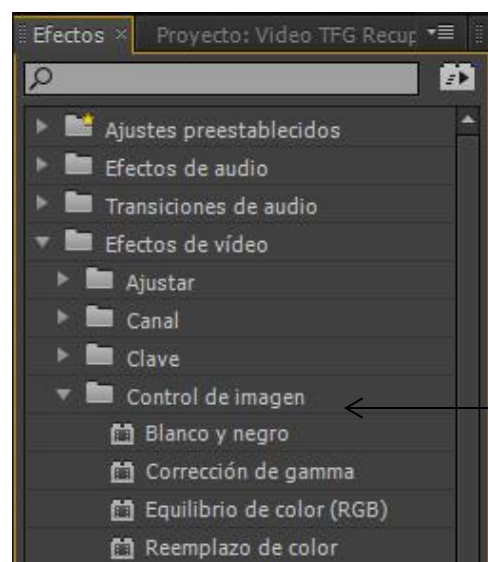 Efectos × Proyecto: Video TFG Recup
Ajustes preestablecidos
Efectos de audio
Transiciones de audio
Efectos de vídeo
Ajustar
Canal
Clave
Control de imagen
Blanco y negro
Corrección de gamma
Equilibrio de color (RGB)
Reemplazo de color